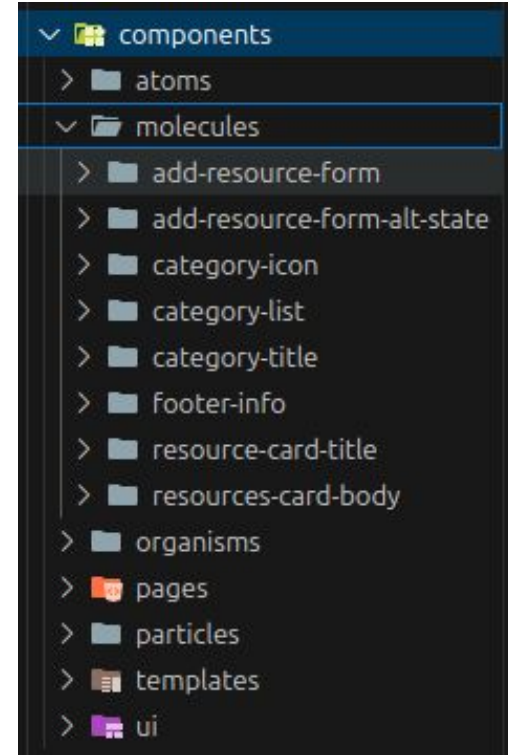 components
atoms
molecules
add-resource-form
add-resource-form-alt-state
category-icon
category-list
category-title
footer-info
resource-card-title
resources-card-body
organisms
pages
particles
templates
ui